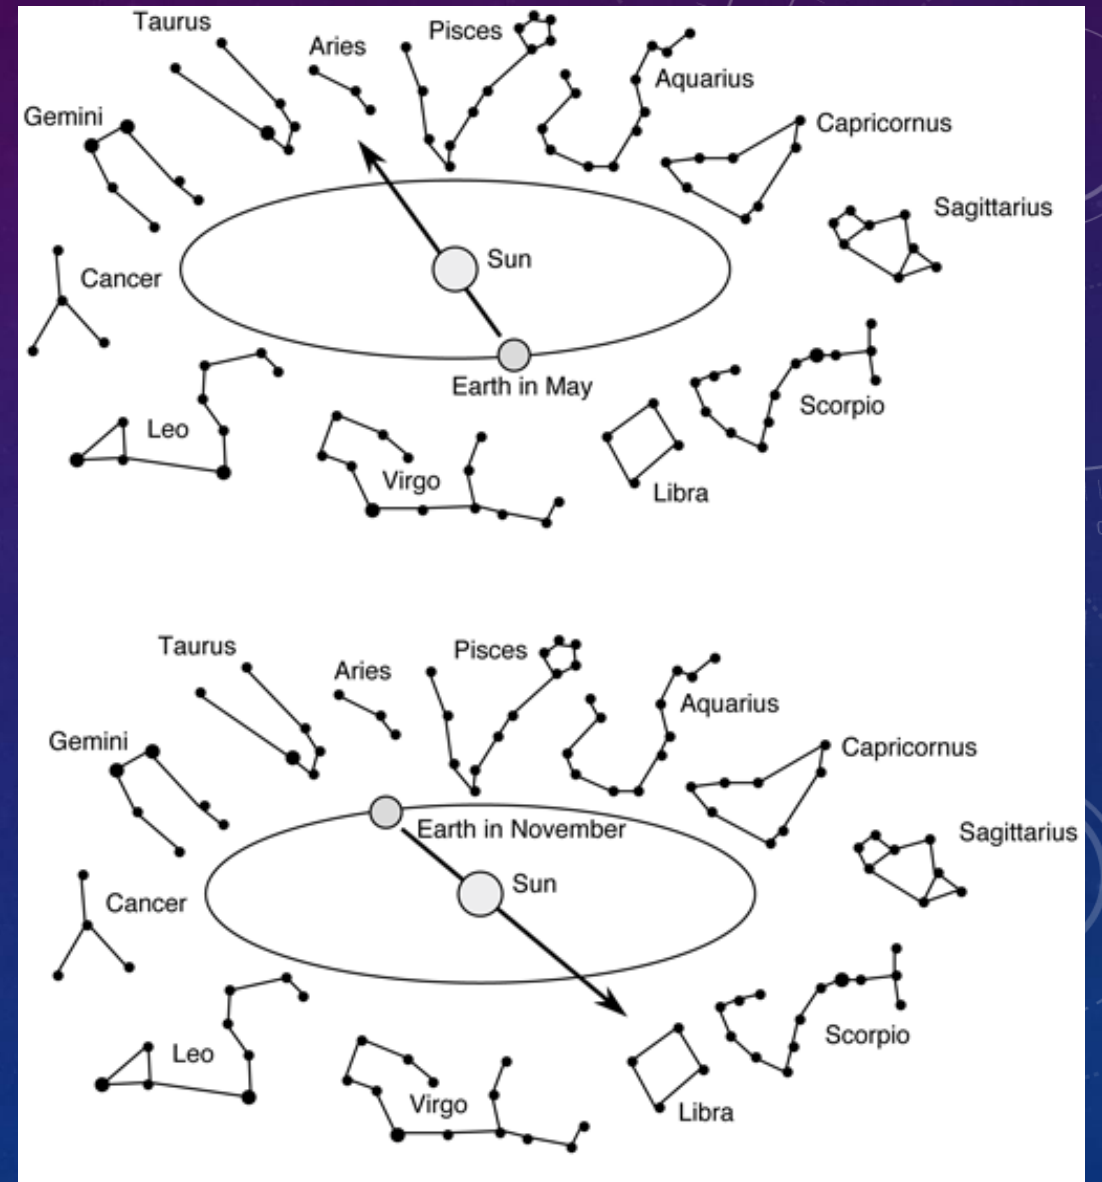 Taurus
Aries
Pisces
Aquarius
Gemini
Capricornus
Sagittarius
Sun
Cancer
Earth in May
Scorpio
Leo
Virgo
Libra
Taurus
Aries
Pisces
Aquarius
Gemini
Capricornus
Earth in November
Sagittarius
Sun
Cancer
Scorpio
Leo
Virgo
Libra